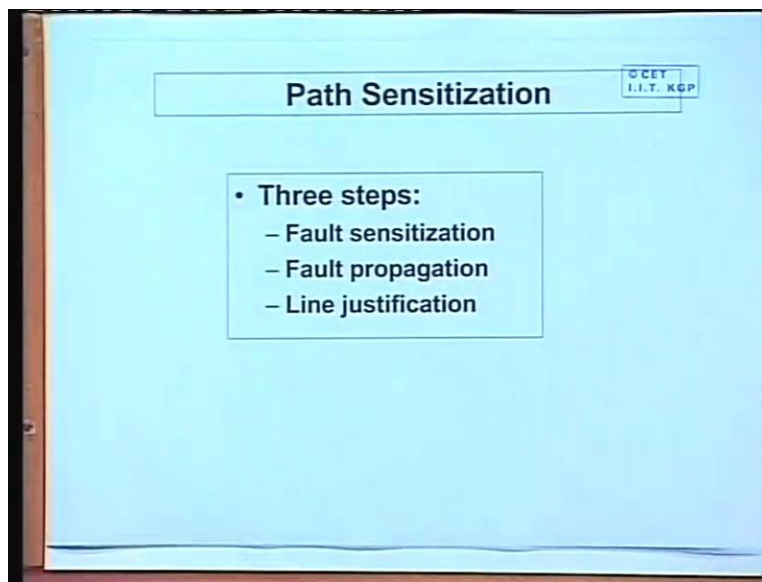 Path Sensitization
© CET
I.I.T. KGP
• Three steps:
– Fault sensitization
– Fault propagation
– Line justification